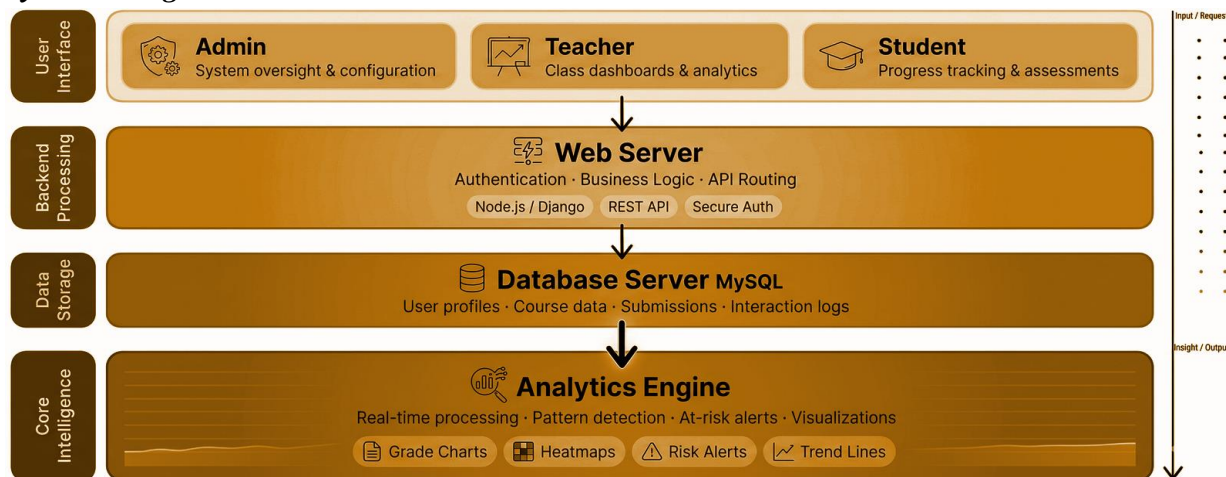 User
Interface
Admin
System oversight & configuration
Teacher
Class dashboards & analytics
Student
Progress tracking & assessments
Input / Reques
Backend
Processing
Web Server
Authentication · Business Logic · API Routing
Node.js / Django
REST API
Secure Auth
Data
Storage
Database Server MySQL
User profiles · Course data · Submissions · Interaction logs
Insight / Outpu
Core
Intelligence
Analytics Engine
Real-time processing · Pattern detection · At-risk alerts · Visualizations
Grade Charts
Heatmaps
Risk Alerts
Trend Lines